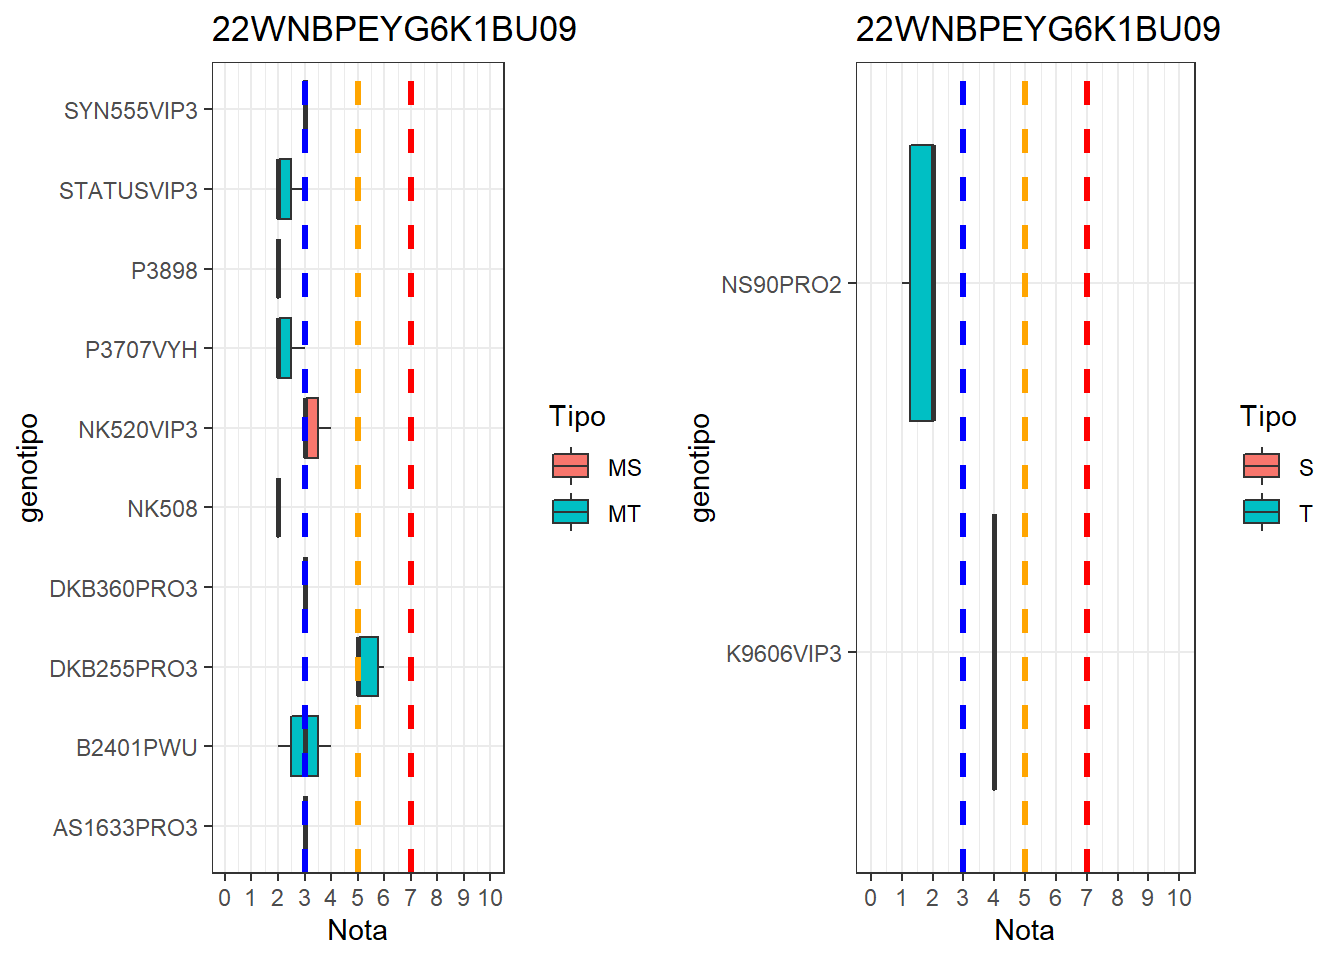 22WNBPEYG6K1BU09
SYN555VIP3
STATUSVIP3
P3898
P3707VYH
NK520VIP3
NK508
DKB360PRO3
DKB255PRO3
B2401PWU
AS1633PRO3
genotipo
0 1 2 3 4 5 6 7 8 9 10
Nota
Tipo
MS
MT
22WNBPEYG6K1BU09
NS90PRO2
K9606VIP3
genotipo
0 1 2 3 4 5 6 7 8 9 10
Nota
Tipo
S
T